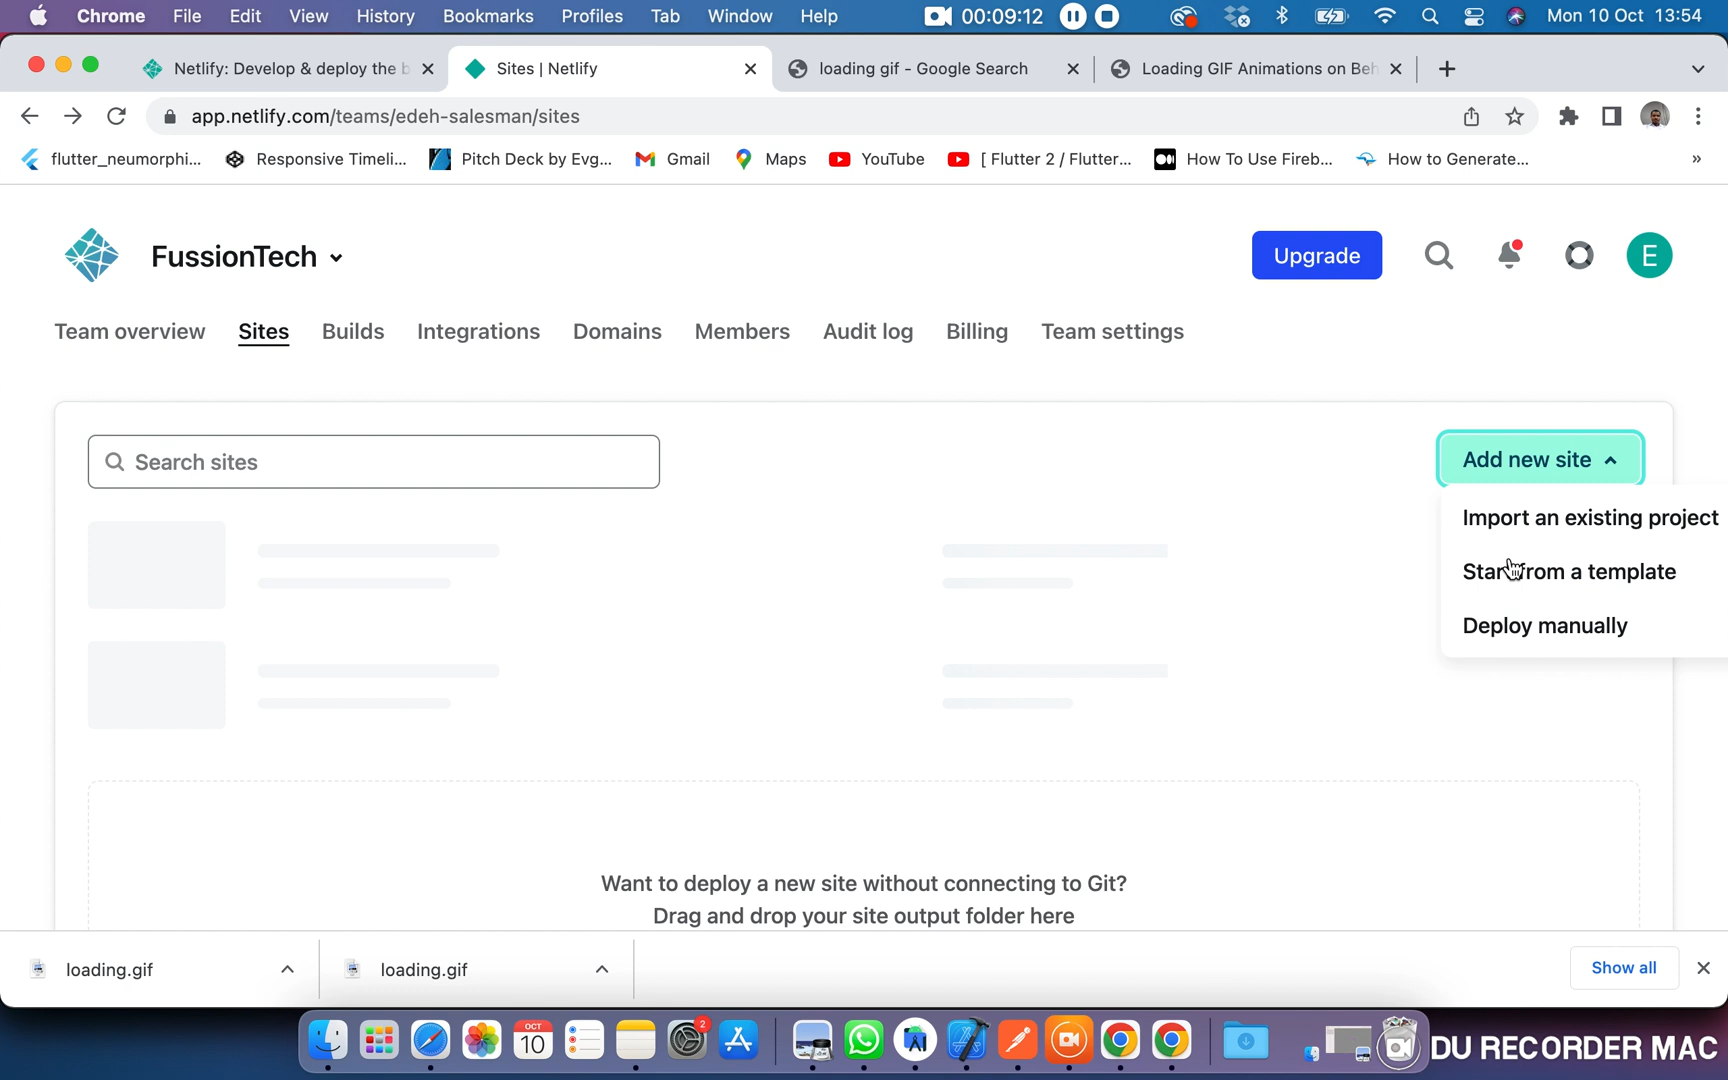 Chrome File Edit View History Bookmarks Profiles Tab Window Help 00:09:12 Mon 10 Oct 13:54
Netlify: Develop & deploy the b Sites | Netlify loading gif - Google Search Loading GIF Animations on Beh
app.netlify.com/teams/edeh-salesman/sites
flutter_neumorphi... Responsive Timeli... Pitch Deck by Evg... Gmail Maps YouTube [ Flutter 2 / Flutter... How To Use Fireb... How to Generate... »
FussionTech Upgrade E
Team overview Sites Builds Integrations Domains Members Audit log Billing Team settings
Search sites Add new site
Import an existing project
Start from a template
Deploy manually
Want to deploy a new site without connecting to Git?
Drag and drop your site output folder here
loading.gif loading.gif Show all
OCT
10
2
DU RECORDER MAC